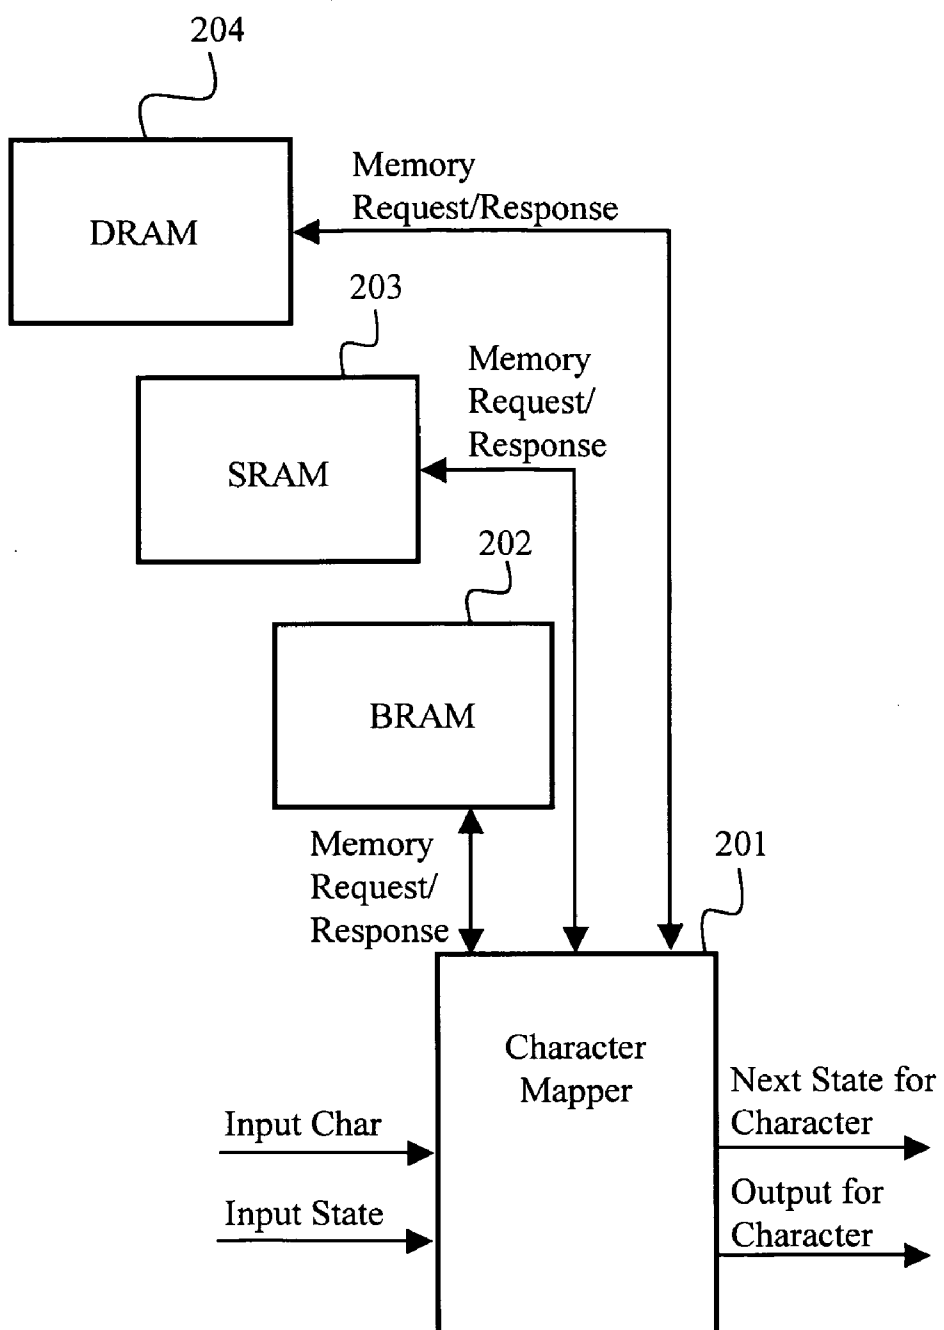 204
Memory
Request/Response
DRAM
203
Memory
Request/
Response
SRAM
202
BRAM
Memory
Request/
Response
201
Character
Mapper
Next State for
Character
Input Char
Output for
Character
Input State